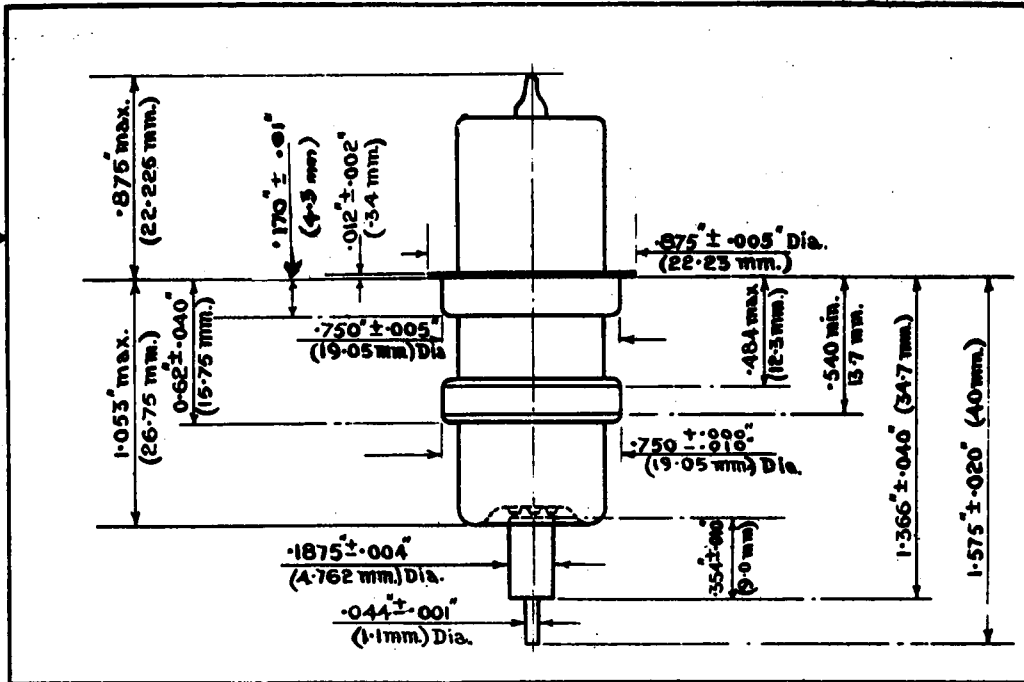 ·875" max.
(22·225 mm.)
·170" ± ·01"
(4·3 mm)
·012" ± ·002"
(·34 mm.)
·875" ± ·005" Dia.
(22·23 mm.)
1·053" max.
(26·75 mm.)
0·62" ± ·040"
(15·75 mm.)
·750" ± ·005"
(19·05 mm) Dia
·484 max
(12·3 mm)
·540 min.
13·7 mm.
1·366" ± ·040" (34·7 mm)
1·575" ± ·020" (40mm)
·750 + ·000"
- ·010"
(19·05 mm) Dia.
·1875" ± ·004"
(4·762 mm.) Dia.
·354" ± ·010
(9·0 mm)
·044" ± ·001"
(1·1mm.) Dia.